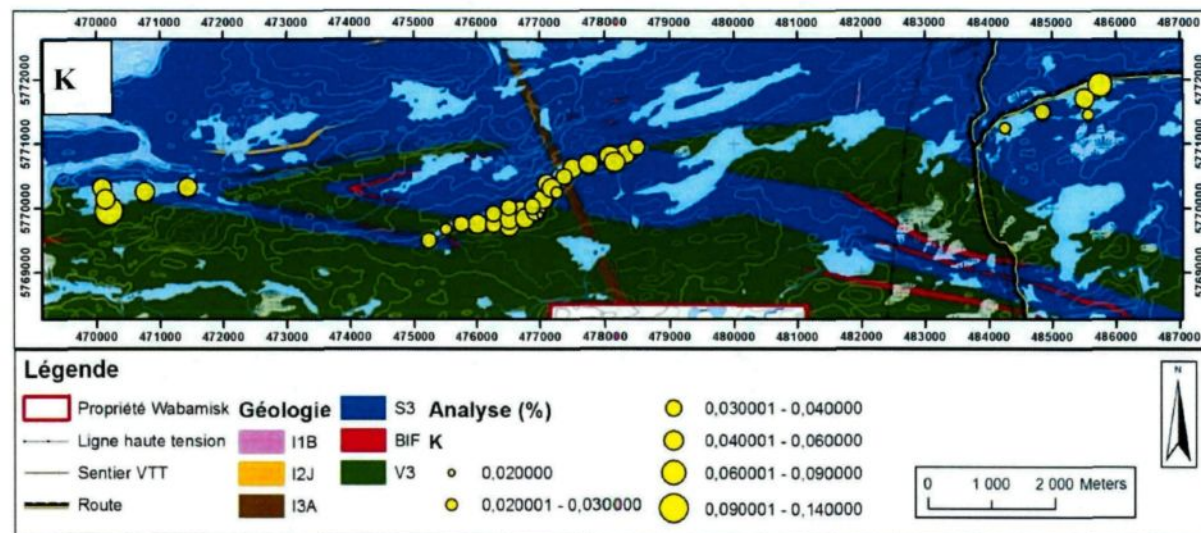 470000 471000 472000 473000 474000 475000 476000 477000 478000 479000 480000 481000 482000 483000 484000 485000 486000 487000
K
5772000 5772000
5771000 5771000
5770000 5770000
5769000 5769000
470000 471000 472000 473000 474000 475000 476000 477000 478000 479000 480000 481000 482000 483000 484000 485000 486000 487000
Légende
Propriété Wabamisk
Ligne haute tension
Sentier VTT
Route
Géologie
I1B
I2J
I3A
S3
BIF
V3
Analyse (%)
K
0,020000
0,020001 - 0,030000
0,030001 - 0,040000
0,040001 - 0,060000
0,060001 - 0,090000
0,090001 - 0,140000
N
0 1 000 2 000 Meters